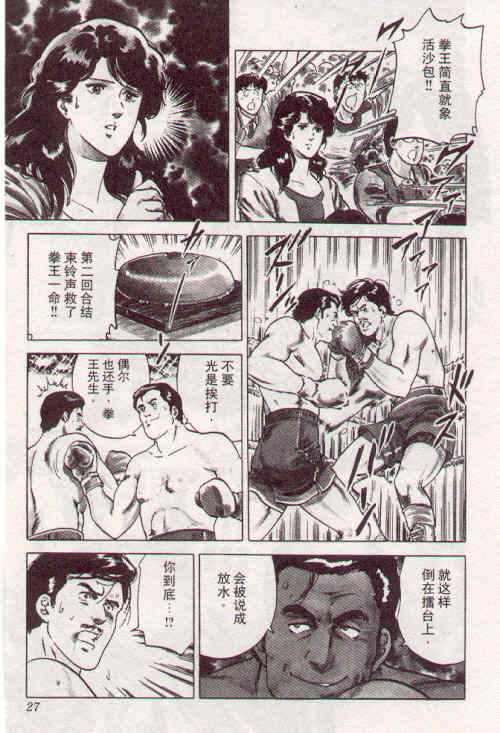 拳王简直就象
活沙包!!
第二回合结
束铃声救了
拳王一命!!
不要
光是挨打．
偶尔
也还手．拳
王先生．
就这样
倒在擂台上．
会被说成
放水．
你到底…!?
27